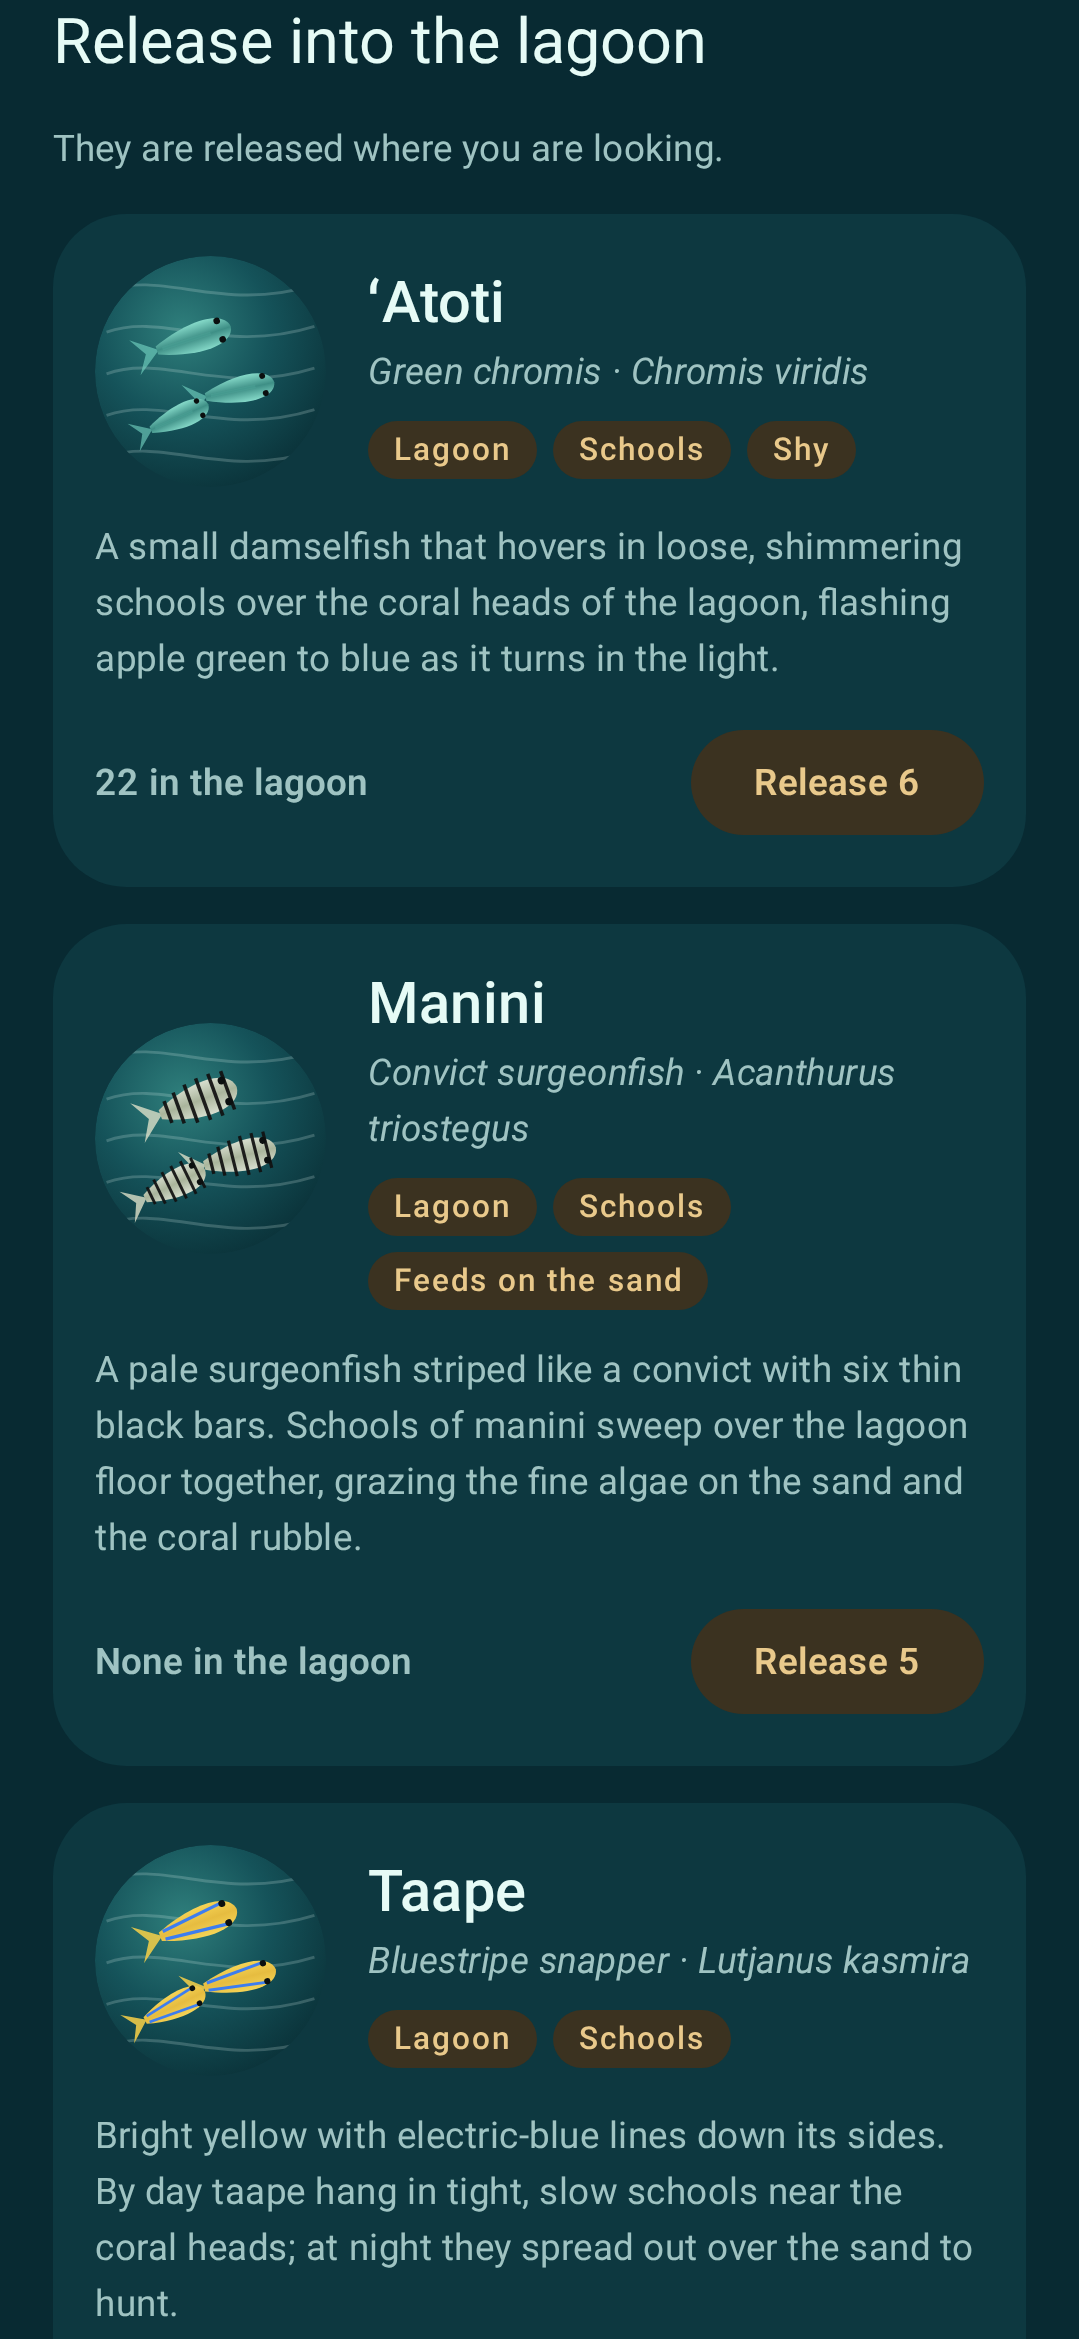 Release into the lagoon
They are released where you are looking.
ʻAtoti
Green chromis · Chromis viridis
Lagoon Schools Shy
A small damselfish that hovers in loose, shimmering
schools over the coral heads of the lagoon, flashing
apple green to blue as it turns in the light.
22 in the lagoon Release 6
Manini
Convict surgeonfish · Acanthurus
triostegus
Lagoon Schools
Feeds on the sand
A pale surgeonfish striped like a convict with six thin
black bars. Schools of manini sweep over the lagoon
floor together, grazing the fine algae on the sand and
the coral rubble.
None in the lagoon Release 5
Taape
Bluestripe snapper · Lutjanus kasmira
Lagoon Schools
Bright yellow with electric-blue lines down its sides.
By day taape hang in tight, slow schools near the
coral heads; at night they spread out over the sand to
hunt.